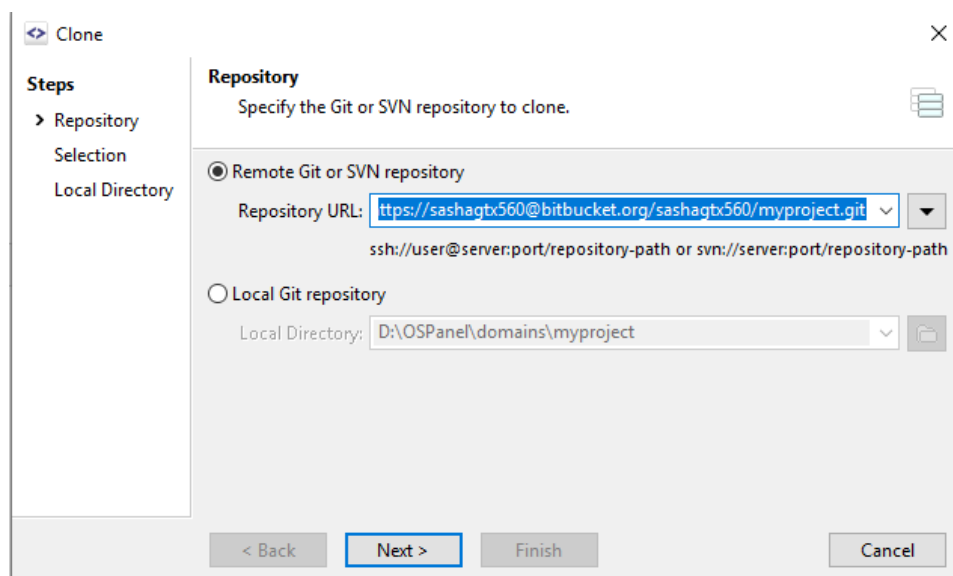 Clone
Steps
Repository
Selection
Local Directory
Repository
Specify the Git or SVN repository to clone.
Remote Git or SVN repository
Repository URL: ttps://sashagtx560@bitbucket.org/sashagtx560/myproject.git
ssh://user@server:port/repository-path or svn://server:port/repository-path
Local Git repository
Local Directory: D:\OSPanel\domains\myproject
< Back Next > Finish Cancel